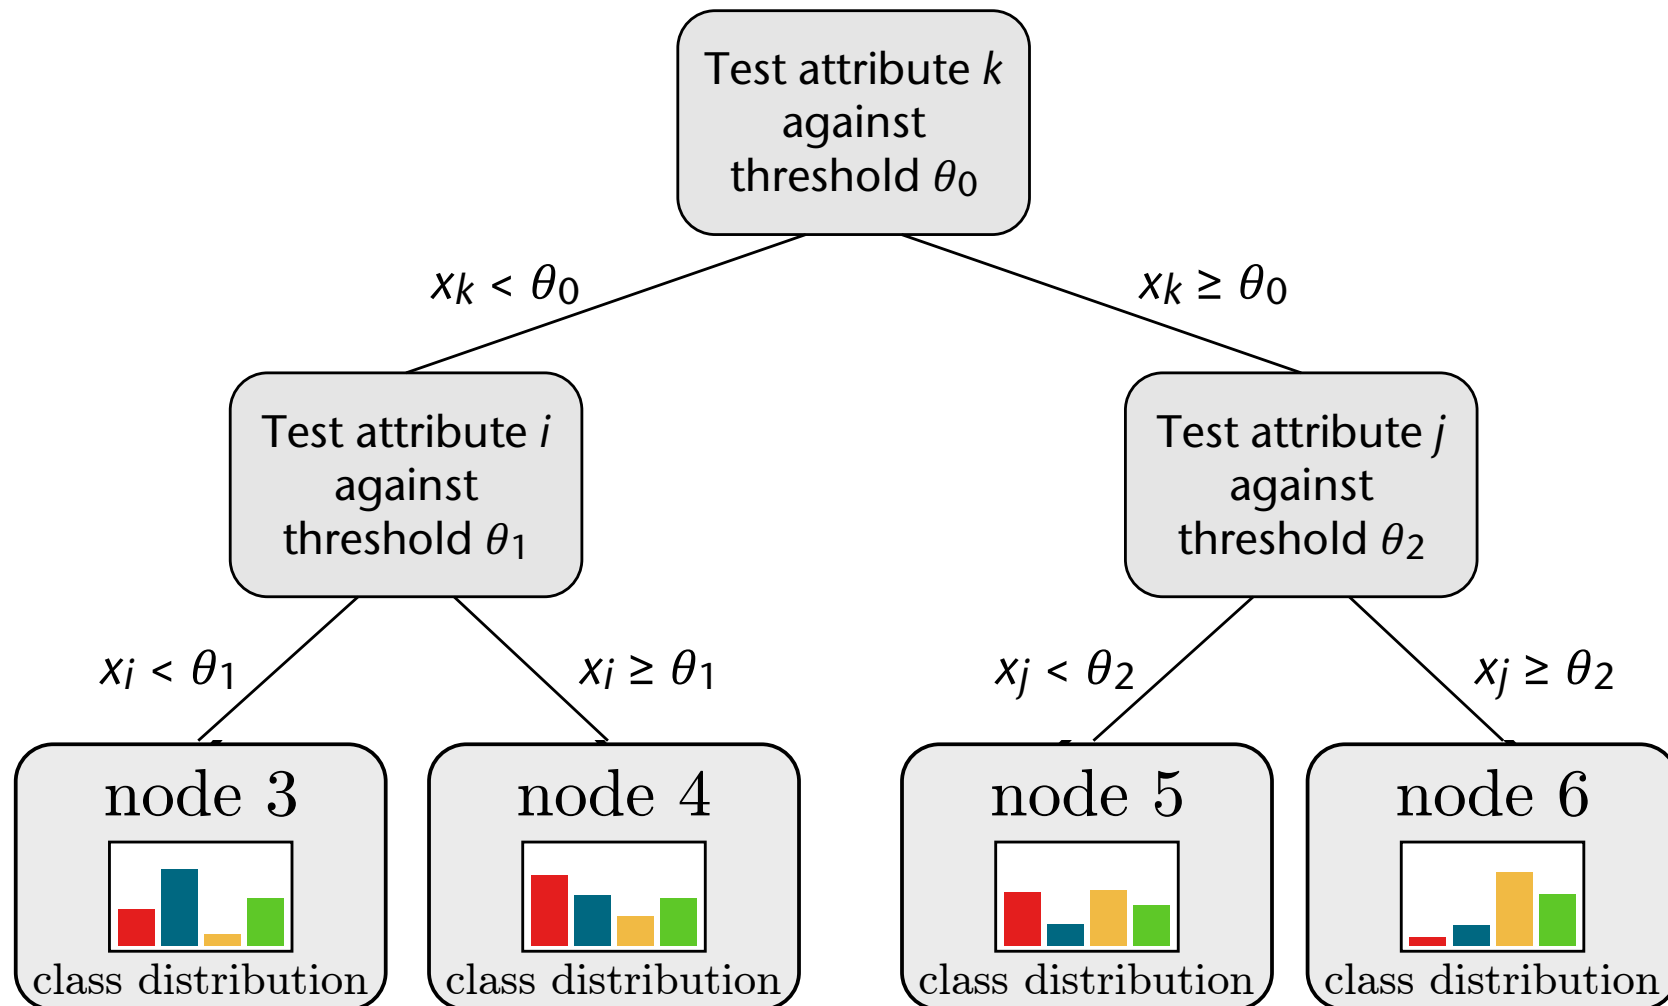 Test attribute k
against
threshold θ0
xk < θ0
xk ≥ θ0
Test attribute i
against
threshold θ1
Test attribute j
against
threshold θ2
xi < θ1
xi ≥ θ1
xj < θ2
xj ≥ θ2
node 3
class distribution
node 4
class distribution
node 5
class distribution
node 6
class distribution